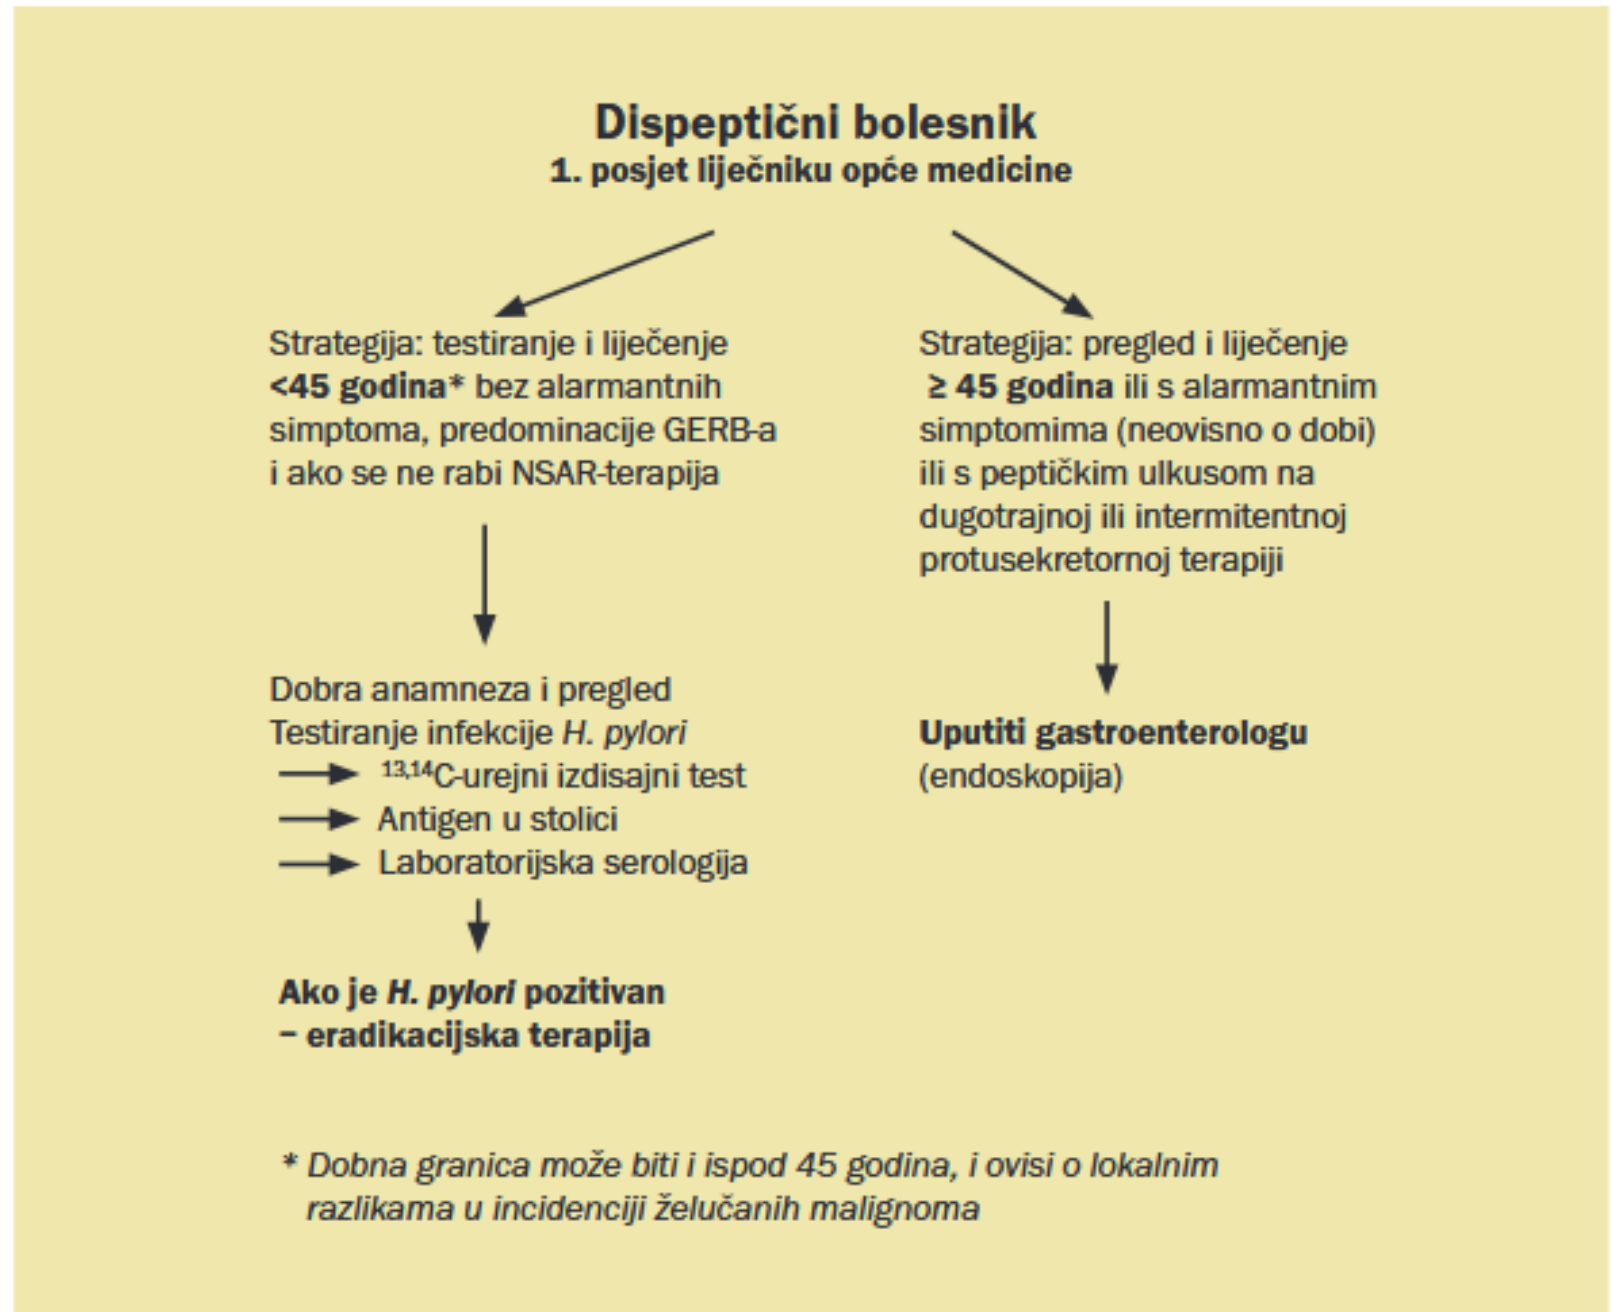 Dispeptični bolesnik
1. posjet liječniku opće medicine
Strategija: testiranje i liječenje
<45 godina* bez alarmantnih
simptoma, predominacije GERB-a
i ako se ne rabi NSAR-terapija
Dobra anamneza i pregled
Testiranje infekcije H. pylori
13,14C-urejni izdisajni test
Antigen u stolici
Laboratorijska serologija
Ako je H. pylori pozitivan
– eradikacijska terapija
Strategija: pregled i liječenje
≥ 45 godina ili s alarmantnim
simptomima (neovisno o dobi)
ili s peptičkim ulkusom na
dugotrajnoj ili intermitentnoj
protusekretornoj terapiji
Uputiti gastroenterologu
(endoskopija)
* Dobna granica može biti i ispod 45 godina, i ovisi o lokalnim
razlikama u incidenciji želučanih malignoma